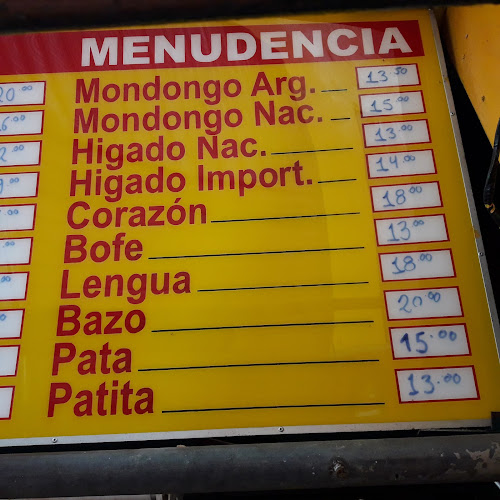 MENUDENCIA
Mondongo Arg. 13.50
Mondongo Nac. 15.00
Higado Nac. 13.00
Higado Import. 14.00
Corazón 18.00
Bofe 13.00
Lengua 18.00
Bazo 20.00
Pata 15.00
Patita 13.00